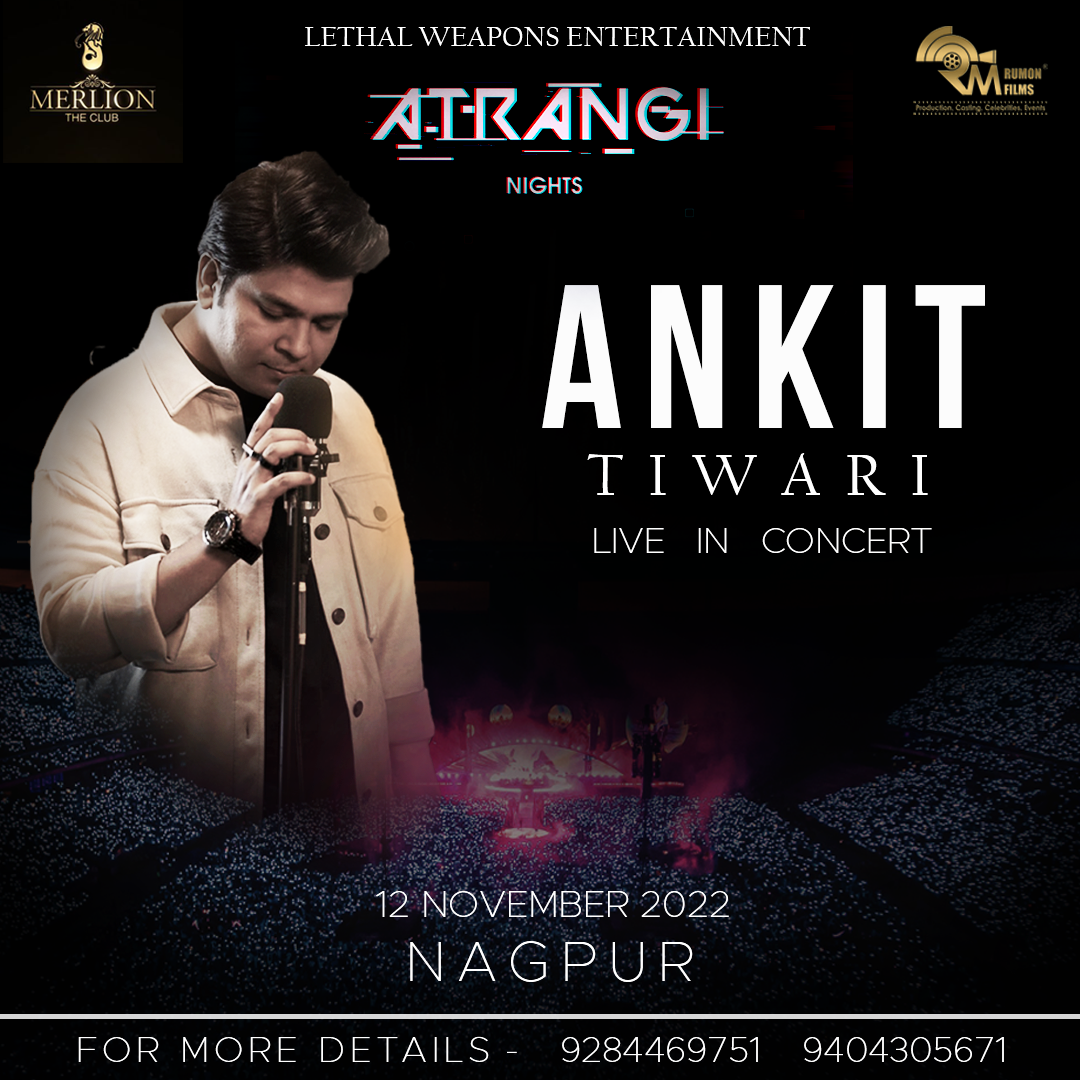 LETHAL WEAPONS ENTERTAINMENT
MERLION
THE CLUB
RM RUMON®
FILMS
Production, Casting, Celebrities, Events
ATRANGI
NIGHTS
ANKIT
TIWARI
LIVE IN CONCERT
12 NOVEMBER 2022
NAGPUR
FOR MORE DETAILS - 9284469751 9404305671